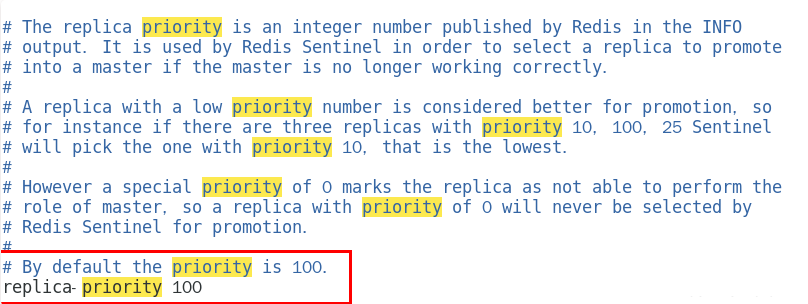 # The replica priority is an integer number published by Redis in the INFO
# output. It is used by Redis Sentinel in order to select a replica to promote
# into a master if the master is no longer working correctly.
#
# A replica with a low priority number is considered better for promotion, so
# for instance if there are three replicas with priority 10, 100, 25 Sentinel
# will pick the one with priority 10, that is the lowest.
#
# However a special priority of 0 marks the replica as not able to perform the
# role of master, so a replica with priority of 0 will never be selected by
# Redis Sentinel for promotion.
#
# By default the priority is 100.
replica-priority 100